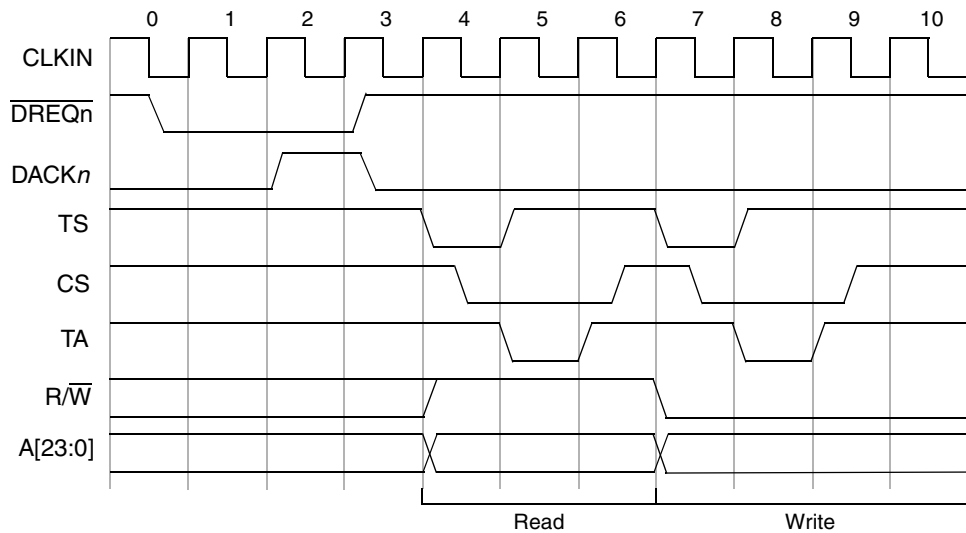 0 1 2 3 4 5 6 7 8 9 10
CLKIN
DREQn
DACKn
TS
CS
TA
R/W
A[23:0]
Read Write